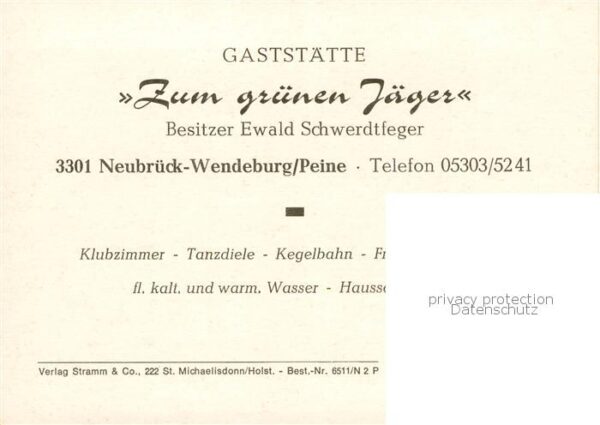 GASTSTÄTTE
»Zum grünen Jäger«
Besitzer Ewald Schwerdtfeger
3301 Neubrück-Wendeburg/Peine · Telefon 05303/5241
Klubzimmer - Tanzdiele - Kegelbahn -
fl. kalt. und warm. Wasser -
privacy protection
Datenschutz
Verlag Stramm & Co., 222 St. Michaelisdonn/Holst. - Best.-Nr. 6511/N 2 P